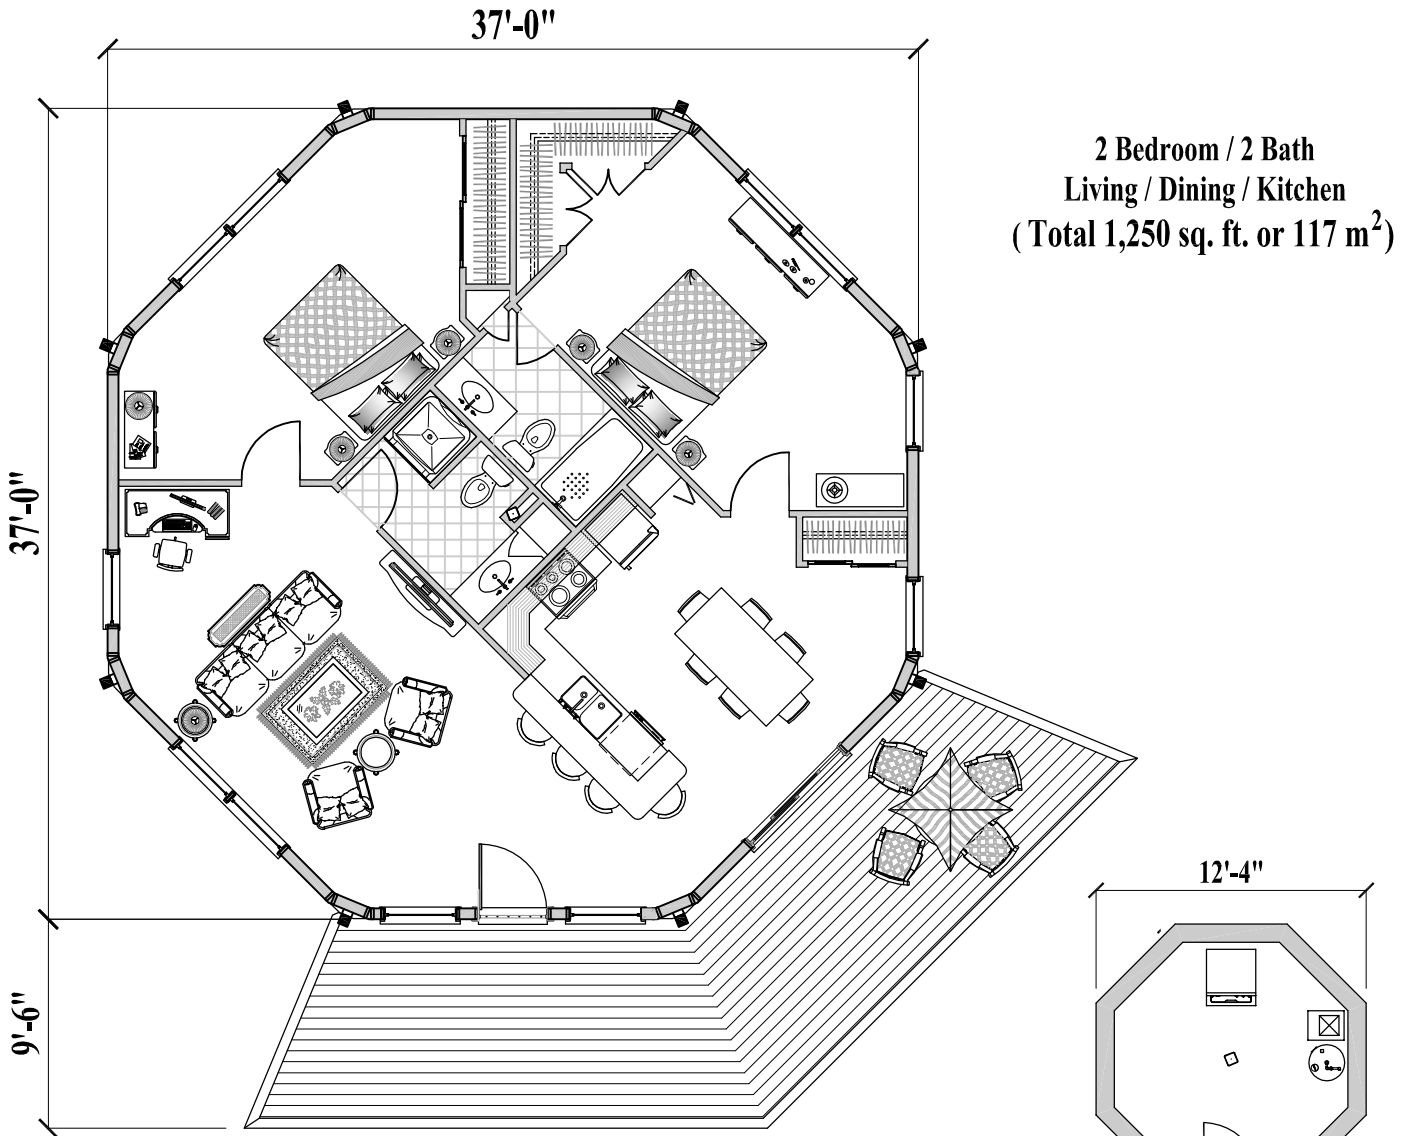 37'-0"
2 Bedroom / 2 Bath
Living / Dining / Kitchen
( Total 1,250 sq. ft. or 117 m²)
37'-0"
12'-4"
9'-6"